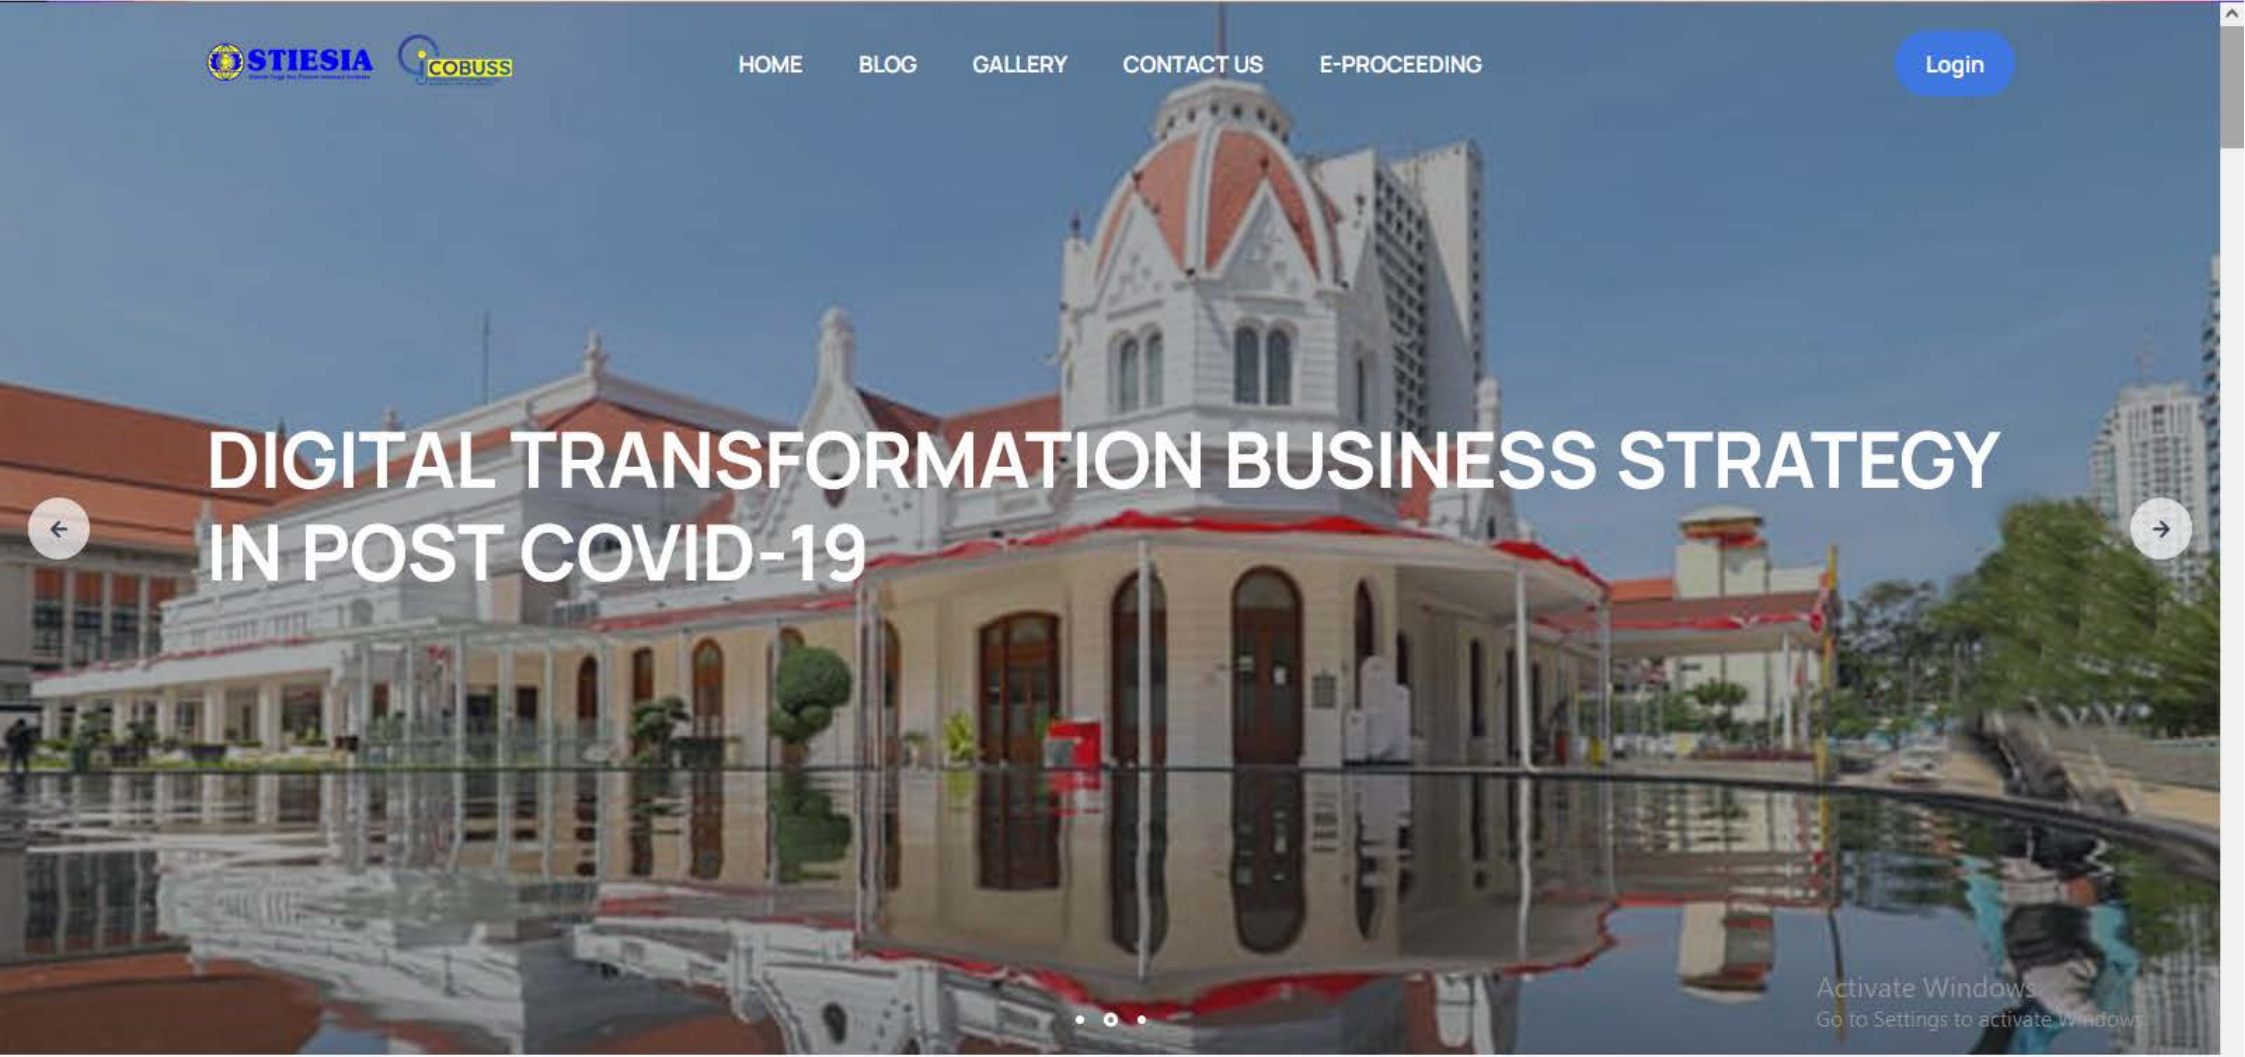 STIESIA
COBUSS
HOME
BLOG
GALLERY
CONTACT US
E-PROCEEDING
Login
DIGITAL TRANSFORMATION BUSINESS STRATEGY
IN POST COVID-19
Activate Windows
Go to Settings to activate Windows.